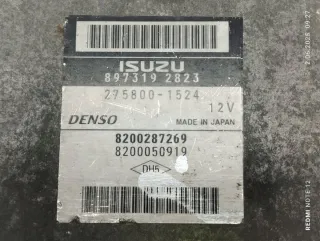 ISUZU
897319 2823
275800-1524
12V
DENSO
MADE IN JAPAN
8200287269
8200050919
DH5
REDMI NOTE 12